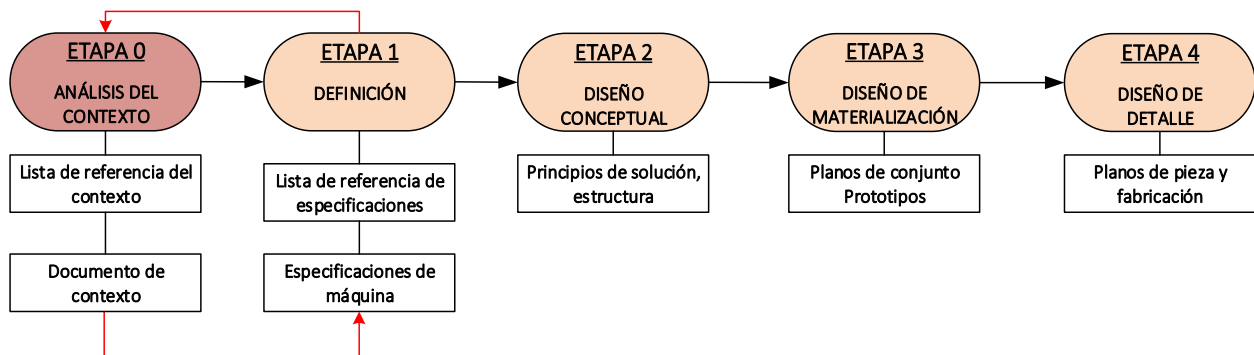 ETAPA 0
ANÁLISIS DEL
CONTEXTO
Lista de referencia del
contexto
Documento de
contexto
ETAPA 1
DEFINICIÓN
Lista de referencia de
especificaciones
Especificaciones de
máquina
ETAPA 2
DISEÑO
CONCEPTUAL
Principios de solución,
estructura
ETAPA 3
DISEÑO DE
MATERIALIZACIÓN
Planos de conjunto
Prototipos
ETAPA 4
DISEÑO DE
DETALLE
Planos de pieza y
fabricación